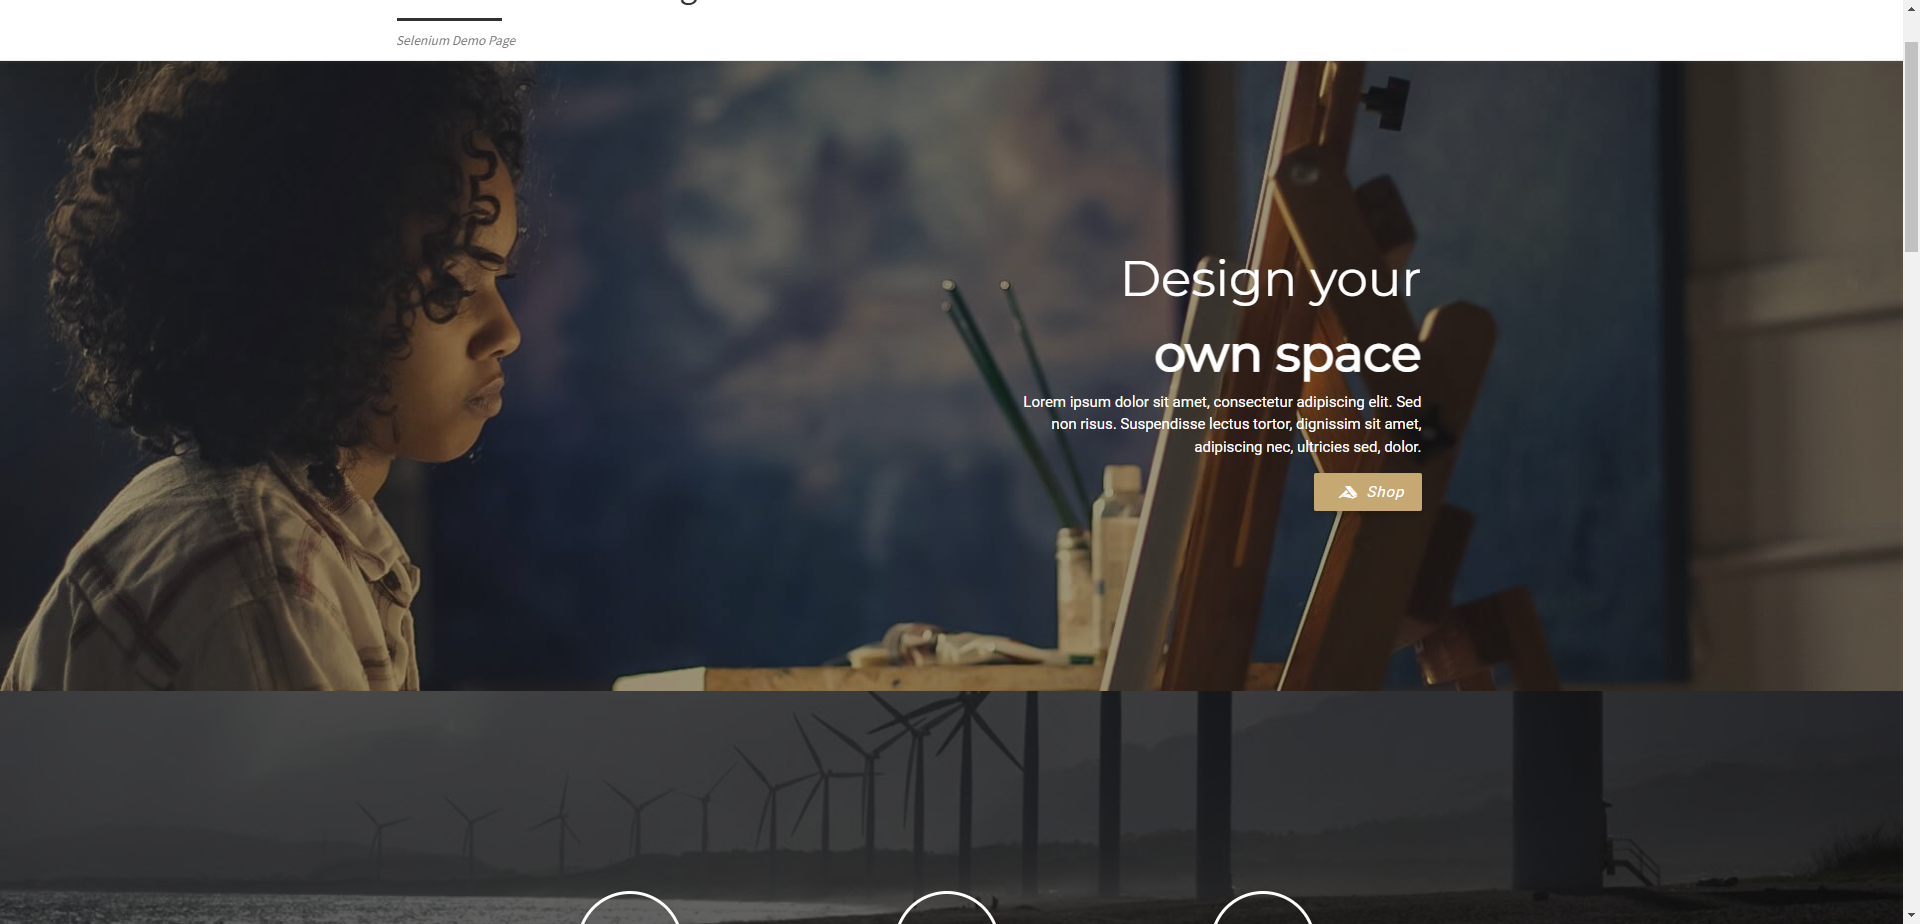 Selenium Demo Page
Design your
own space
Lorem ipsum dolor sit amet, consectetur adipiscing elit. Sed
non risus. Suspendisse lectus tortor, dignissim sit amet,
adipiscing nec, ultricies sed, dolor.
Shop